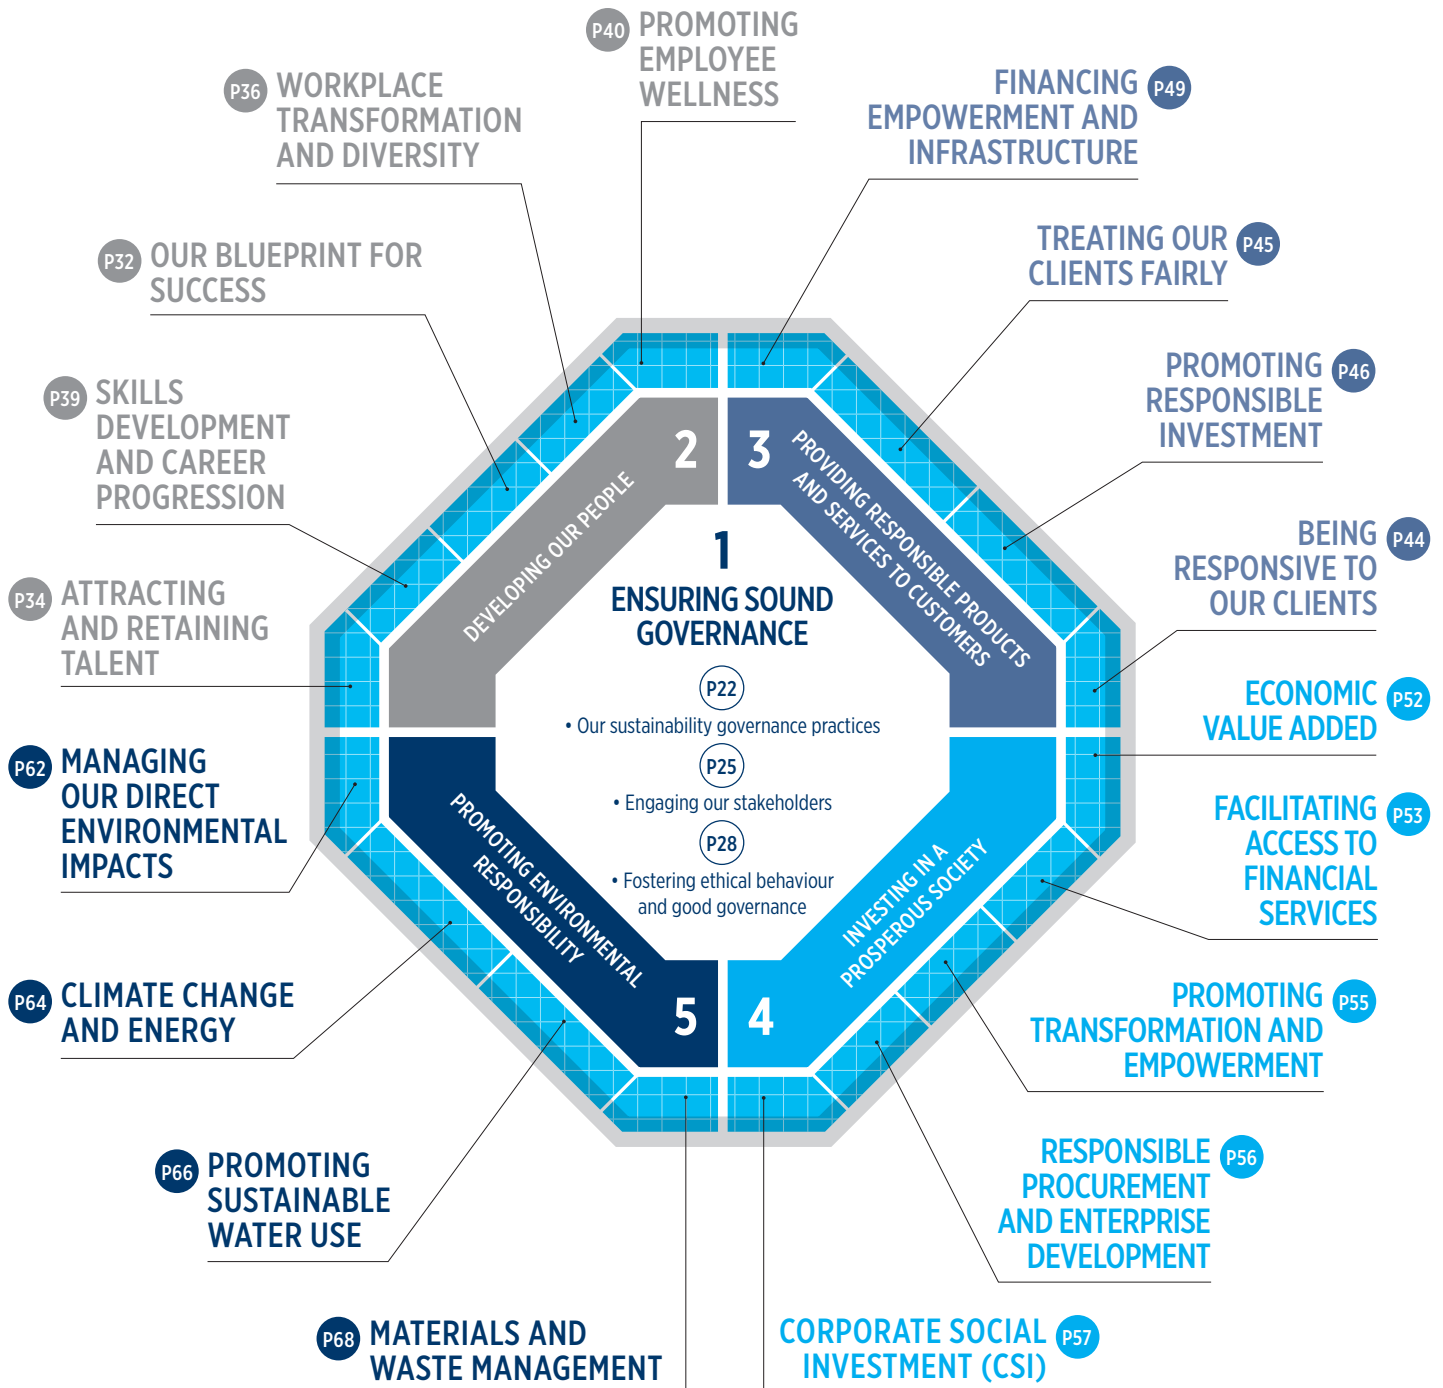 P40 PROMOTING
EMPLOYEE
WELLNESS
P36 WORKPLACE
TRANSFORMATION
AND DIVERSITY
P32 OUR BLUEPRINT FOR
SUCCESS
P39 SKILLS
DEVELOPMENT
AND CAREER
PROGRESSION
P34 ATTRACTING
AND RETAINING
TALENT
P62 MANAGING
OUR DIRECT
ENVIRONMENTAL
IMPACTS
P64 CLIMATE CHANGE
AND ENERGY
P66 PROMOTING
SUSTAINABLE
WATER USE
P68 MATERIALS AND
WASTE MANAGEMENT
FINANCING P49
EMPOWERMENT AND
INFRASTRUCTURE
TREATING OUR P45
CLIENTS FAIRLY
PROMOTING P46
RESPONSIBLE
INVESTMENT
BEING P44
RESPONSIVE TO
OUR CLIENTS
ECONOMIC P52
VALUE ADDED
FACILITATING P53
ACCESS TO
FINANCIAL
SERVICES
PROMOTING P55
TRANSFORMATION AND
EMPOWERMENT
RESPONSIBLE P56
PROCUREMENT
AND ENTERPRISE
DEVELOPMENT
CORPORATE SOCIAL P57
INVESTMENT (CSI)
2
DEVELOPING OUR PEOPLE
3
PROVIDING RESPONSIBLE PRODUCTS
AND SERVICES TO CUSTOMERS
1
ENSURING SOUND
GOVERNANCE
P22
• Our sustainability governance practices
P25
• Engaging our stakeholders
P28
• Fostering ethical behaviour
and good governance
PROMOTING ENVIRONMENTAL
RESPONSIBILITY
5
INVESTING IN A
PROSPEROUS SOCIETY
4